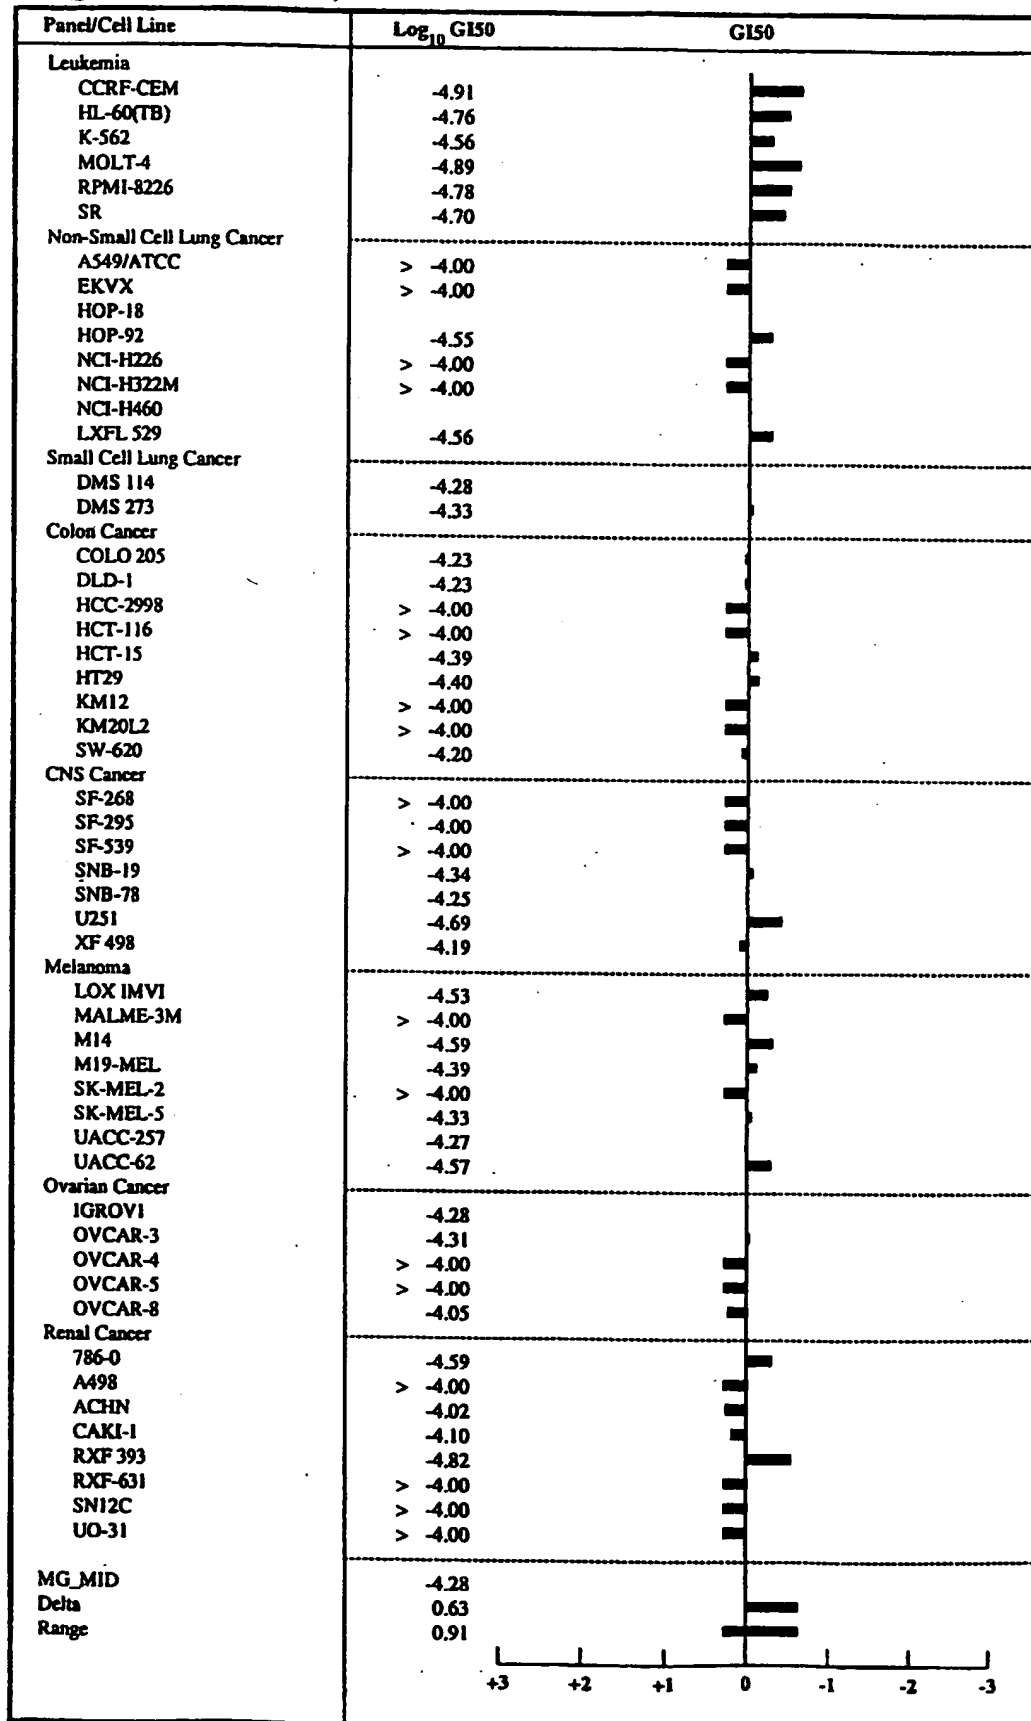 Panel/Cell Line Log10 GI50 GI50
Leukemia
CCRF-CEM -4.91
HL-60(TB) -4.76
K-562 -4.56
MOLT-4 -4.89
RPMI-8226 -4.78
SR -4.70
Non-Small Cell Lung Cancer
A549/ATCC > -4.00
EKVX > -4.00
HOP-18
HOP-92 -4.55
NCI-H226 > -4.00
NCI-H322M > -4.00
NCI-H460
LXFL 529 -4.56
Small Cell Lung Cancer
DMS 114 -4.28
DMS 273 -4.33
Colon Cancer
COLO 205 -4.23
DLD-1 -4.23
HCC-2998 > -4.00
HCT-116 > -4.00
HCT-15 -4.39
HT29 -4.40
KM12 > -4.00
KM20L2 > -4.00
SW-620 -4.20
CNS Cancer
SF-268 > -4.00
SF-295 -4.00
SF-539 > -4.00
SNB-19 -4.34
SNB-78 -4.25
U251 -4.69
XF 498 -4.19
Melanoma
LOX IMVI -4.53
MALME-3M > -4.00
M14 -4.59
M19-MEL -4.39
SK-MEL-2 > -4.00
SK-MEL-5 -4.33
UACC-257 -4.27
UACC-62 -4.57
Ovarian Cancer
IGROV1 -4.28
OVCAR-3 -4.31
OVCAR-4 > -4.00
OVCAR-5 > -4.00
OVCAR-8 -4.05
Renal Cancer
786-0 -4.59
A498 > -4.00
ACHN -4.02
CAKI-1 -4.10
RXF 393 -4.82
RXF-631 > -4.00
SN12C > -4.00
UO-31 > -4.00
MG_MID -4.28
Delta 0.63
Range 0.91
+3 +2 +1 0 -1 -2 -3